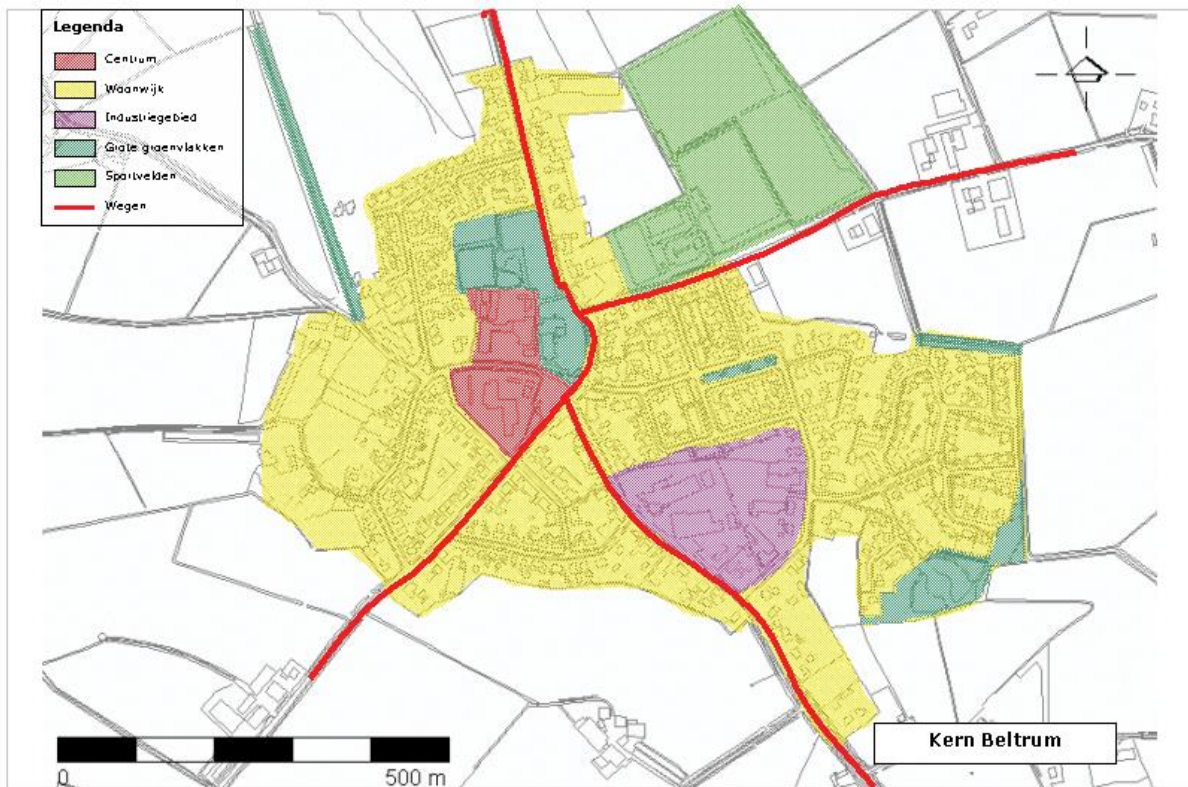 Legenda
Centrum
Woonwijk
Industriegebied
Grote groenvlakken
Sportvelden
Wegen
Kern Beltrum
0 500 m